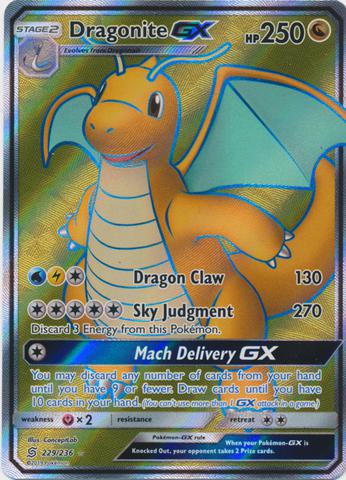 STAGE2 Dragonite GX HP250
Evolves from Dragonair
Dragon Claw 130
Sky Judgment 270
Discard 3 Energy from this Pokémon.
Mach Delivery GX
You may discard any number of cards from your hand
until you have 9 or fewer. Draw cards until you have
10 cards in your hand. (You can't use more than 1 GX attack in a game.)
weakness ×2 resistance retreat
Pokémon-GX rule
Illus. ConceptLab
When your Pokémon-GX is
Knocked Out, your opponent takes 2 Prize cards.
229/236